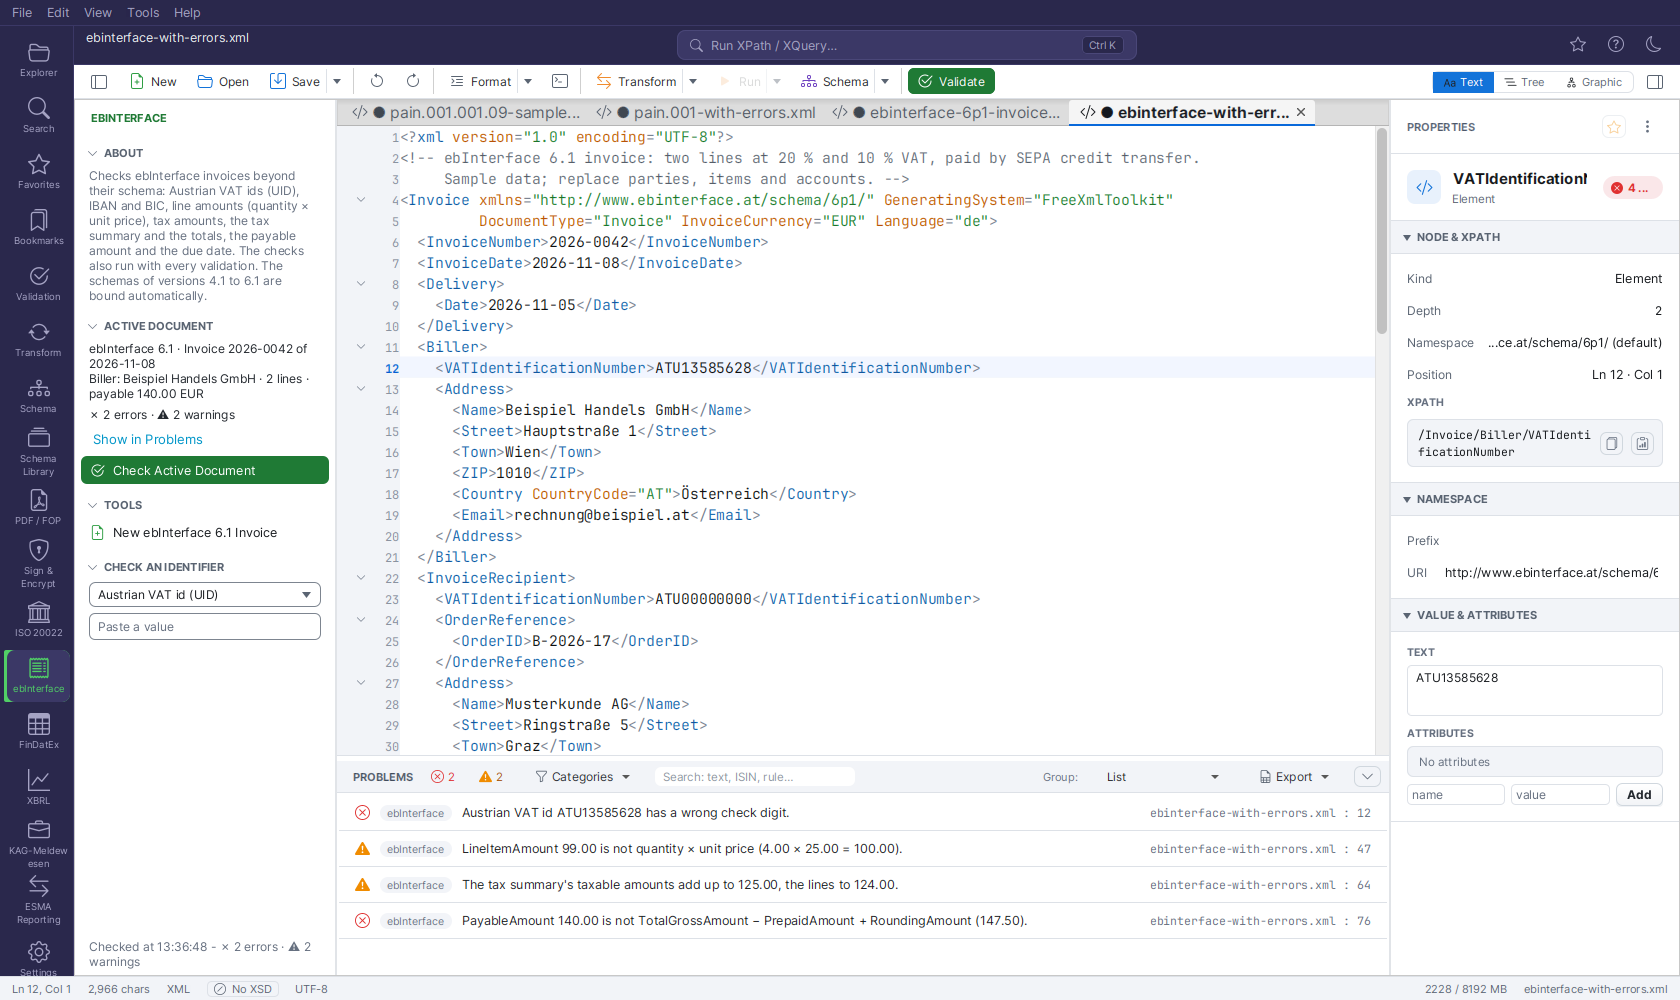 File Edit View Tools Help
ebinterface-with-errors.xml
Run XPath / XQuery... Ctrl K
New Open Save Format Transform Run Schema Validate Aa Text Tree Graphic
Explorer
Search
Favorites
Bookmarks
Validation
Transform
Schema
Schema
Library
PDF / FOP
Sign &
Encrypt
ISO 20022
ebInterface
FinDatEx
XBRL
KAG-Meldew
esen
ESMA
Reporting
Settings
EBINTERFACE
ABOUT
Checks ebInterface invoices beyond
their schema: Austrian VAT ids (UID),
IBAN and BIC, line amounts (quantity ×
unit price), tax amounts, the tax
summary and the totals, the payable
amount and the due date. The checks
also run with every validation. The
schemas of versions 4.1 to 6.1 are
bound automatically.
ACTIVE DOCUMENT
ebInterface 6.1 · Invoice 2026-0042 of
2026-11-08
Biller: Beispiel Handels GmbH · 2 lines ·
payable 140.00 EUR
× 2 errors · ⚠ 2 warnings
Show in Problems
Check Active Document
TOOLS
New ebInterface 6.1 Invoice
CHECK AN IDENTIFIER
Austrian VAT id (UID)
Paste a value
Checked at 13:36:48 - × 2 errors · ⚠ 2
warnings
</> ● pain.001.001.09-sample... </> ● pain.001-with-errors.xml </> ● ebinterface-6p1-invoice... </> ● ebinterface-with-err... ×
1 <?xml version="1.0" encoding="UTF-8"?>
2 <!-- ebInterface 6.1 invoice: two lines at 20 % and 10 % VAT, paid by SEPA credit transfer.
3 Sample data; replace parties, items and accounts. -->
4 <Invoice xmlns="http://www.ebinterface.at/schema/6p1/" GeneratingSystem="FreeXmlToolkit"
5 DocumentType="Invoice" InvoiceCurrency="EUR" Language="de">
6 <InvoiceNumber>2026-0042</InvoiceNumber>
7 <InvoiceDate>2026-11-08</InvoiceDate>
8 <Delivery>
9 <Date>2026-11-05</Date>
10 </Delivery>
11 <Biller>
12 <VATIdentificationNumber>ATU13585628</VATIdentificationNumber>
13 <Address>
14 <Name>Beispiel Handels GmbH</Name>
15 <Street>Hauptstraße 1</Street>
16 <Town>Wien</Town>
17 <ZIP>1010</ZIP>
18 <Country CountryCode="AT">Österreich</Country>
19 <Email>rechnung@beispiel.at</Email>
20 </Address>
21 </Biller>
22 <InvoiceRecipient>
23 <VATIdentificationNumber>ATU00000000</VATIdentificationNumber>
24 <OrderReference>
25 <OrderID>B-2026-17</OrderID>
26 </OrderReference>
27 <Address>
28 <Name>Musterkunde AG</Name>
29 <Street>Ringstraße 5</Street>
30 <Town>Graz</Town>
PROBLEMS 2 2 Categories Search: text, ISIN, rule... Group: List Export
ebInterface Austrian VAT id ATU13585628 has a wrong check digit. ebinterface-with-errors.xml : 12
ebInterface LineItemAmount 99.00 is not quantity × unit price (4.00 × 25.00 = 100.00). ebinterface-with-errors.xml : 47
ebInterface The tax summary's taxable amounts add up to 125.00, the lines to 124.00. ebinterface-with-errors.xml : 64
ebInterface PayableAmount 140.00 is not TotalGrossAmount − PrepaidAmount + RoundingAmount (147.50). ebinterface-with-errors.xml : 76
PROPERTIES
</> VATIdentificationN 4 ...
Element
NODE & XPATH
Kind Element
Depth 2
Namespace ...ce.at/schema/6p1/ (default)
Position Ln 12 · Col 1
XPATH
/Invoice/Biller/VATIdenti
ficationNumber
NAMESPACE
Prefix
URI http://www.ebinterface.at/schema/6
VALUE & ATTRIBUTES
TEXT
ATU13585628
ATTRIBUTES
No attributes
name value Add
Ln 12, Col 1 2,966 chars XML No XSD UTF-8 2228 / 8192 MB ebinterface-with-errors.xml